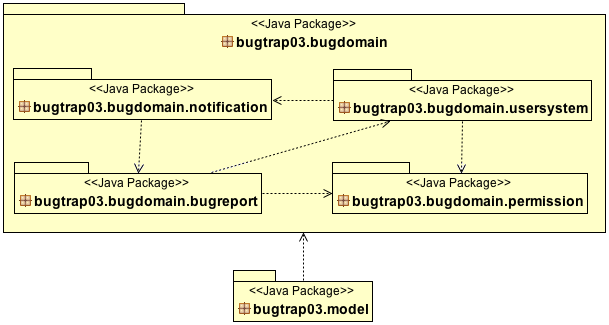 <<Java Package>>
bugtrap03.bugdomain
<<Java Package>>
bugtrap03.bugdomain.notification
<<Java Package>>
bugtrap03.bugdomain.usersystem
<<Java Package>>
bugtrap03.bugdomain.bugreport
<<Java Package>>
bugtrap03.bugdomain.permission
<<Java Package>>
bugtrap03.model